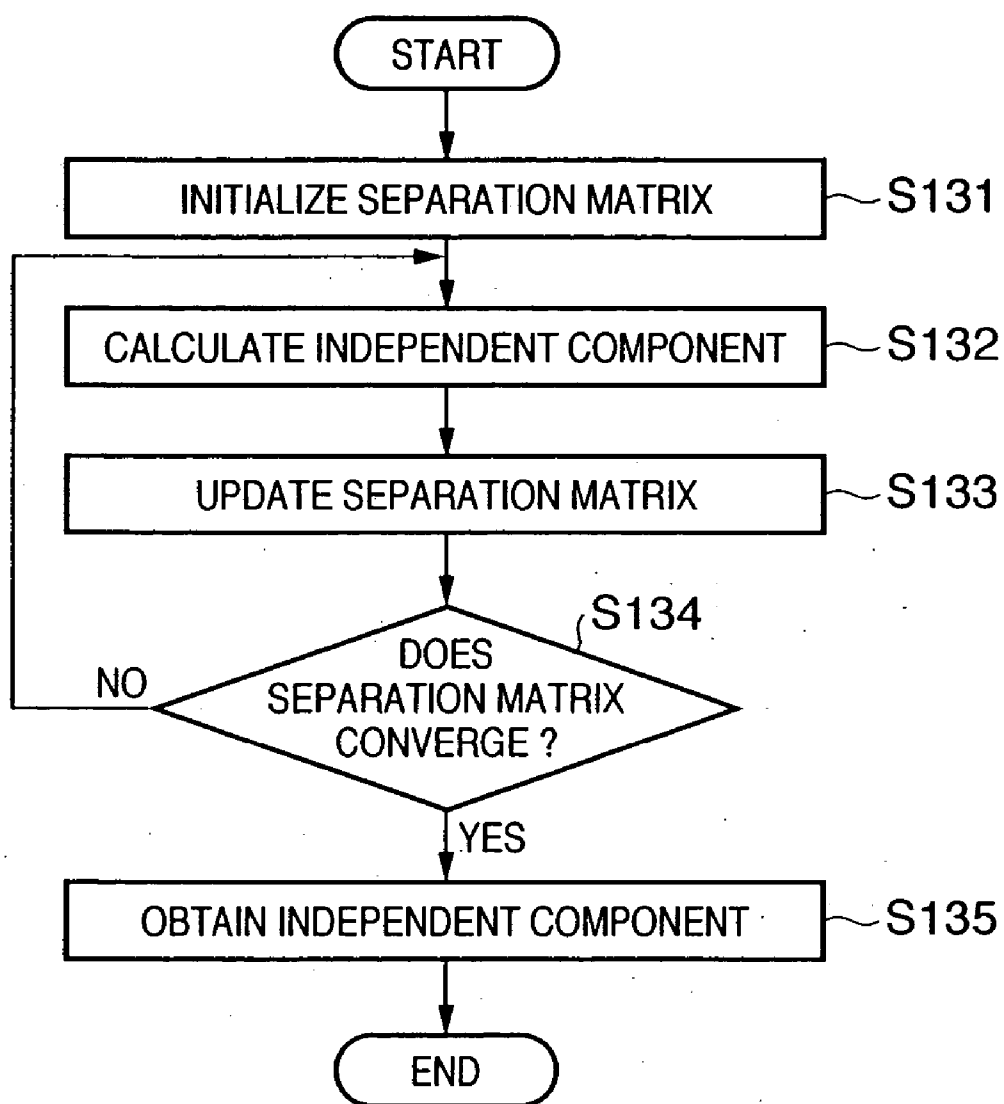 START
INITIALIZE SEPARATION MATRIX
S131
CALCULATE INDEPENDENT COMPONENT
S132
UPDATE SEPARATION MATRIX
S133
S134
DOES
SEPARATION MATRIX
CONVERGE ?
NO
YES
OBTAIN INDEPENDENT COMPONENT
S135
END